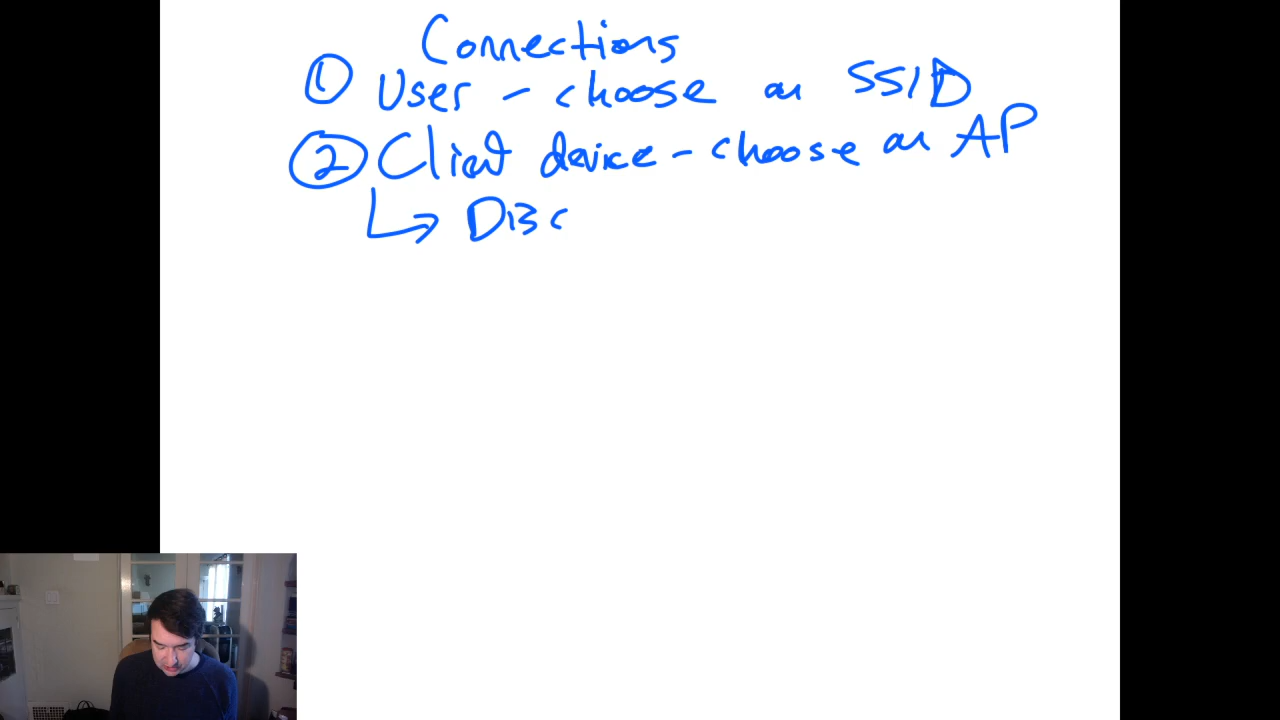 Connections
① User - choose an SSID
② Client device - choose an AP
↳ Disc